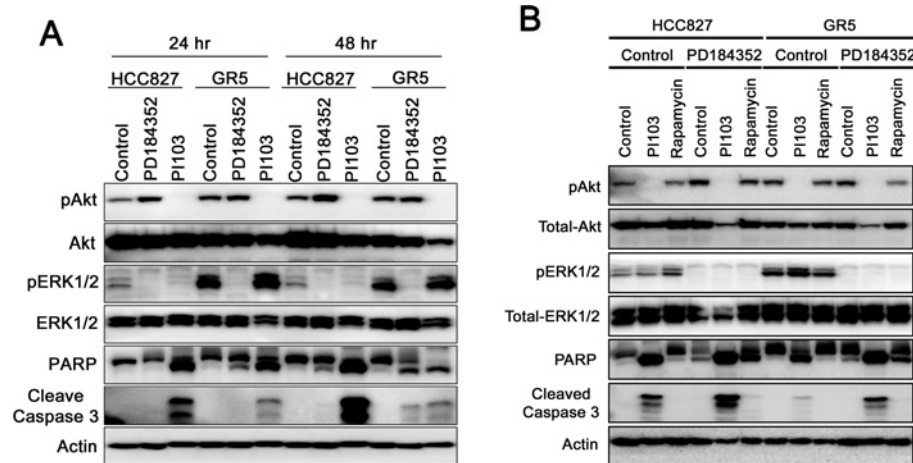 A
24 hr 48 hr
HCC827 GR5 HCC827 GR5
Control PD184352 PI103 Control PD184352 PI103 Control PD184352 PI103 Control PD184352 PI103
pAkt
Akt
pERK1/2
ERK1/2
PARP
Cleave
Caspase 3
Actin
B
HCC827 GR5
Control PD184352 Control PD184352
Control PI103 Rapamycin Control PI103 Rapamycin Control PI103 Rapamycin Control PI103 Rapamycin
pAkt
Total-Akt
pERK1/2
Total-ERK1/2
PARP
Cleaved
Caspase 3
Actin